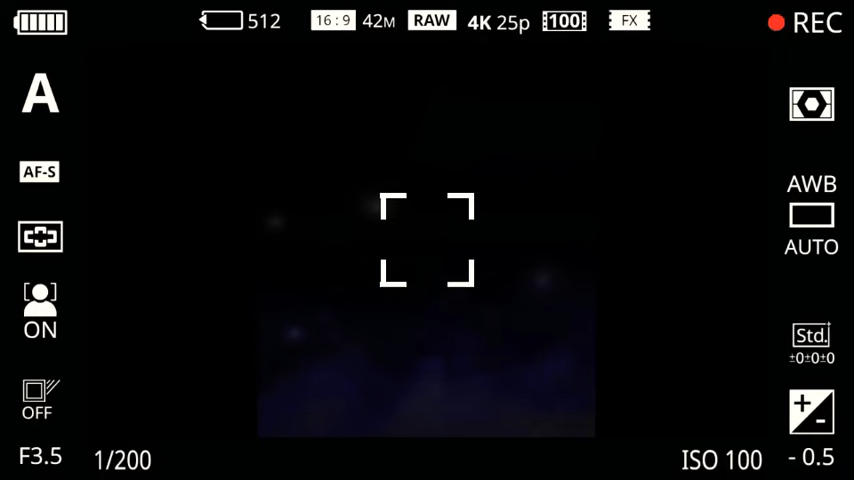 512 16:9 42M RAW 4K 25p 100 FX REC
A
AF-S
AWB
AUTO
ON
Std.
±0±0±0
OFF
F3.5 1/200 ISO 100 - 0.5